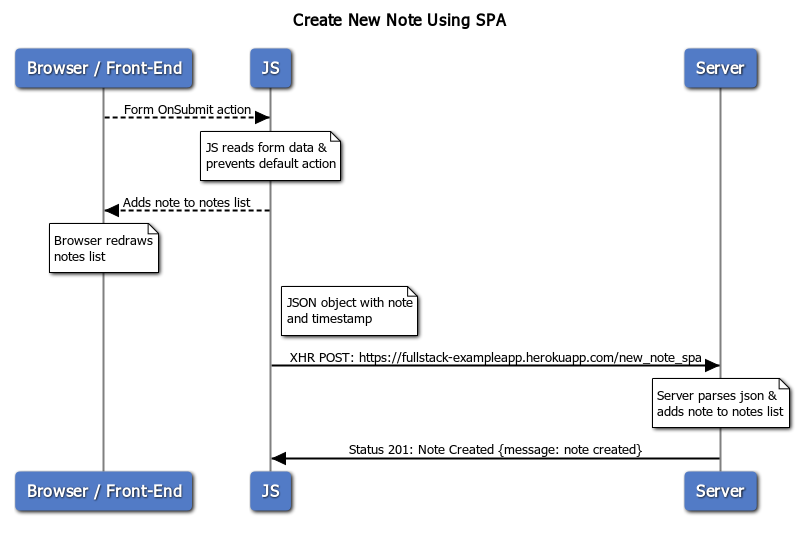 Create New Note Using SPA
Browser / Front-End
JS
Server
Form OnSubmit action
JS reads form data &
prevents default action
Adds note to notes list
Browser redraws
notes list
JSON object with note
and timestamp
XHR POST: https://fullstack-exampleapp.herokuapp.com/new_note_spa
Server parses json &
adds note to notes list
Status 201: Note Created {message: note created}
Browser / Front-End
JS
Server